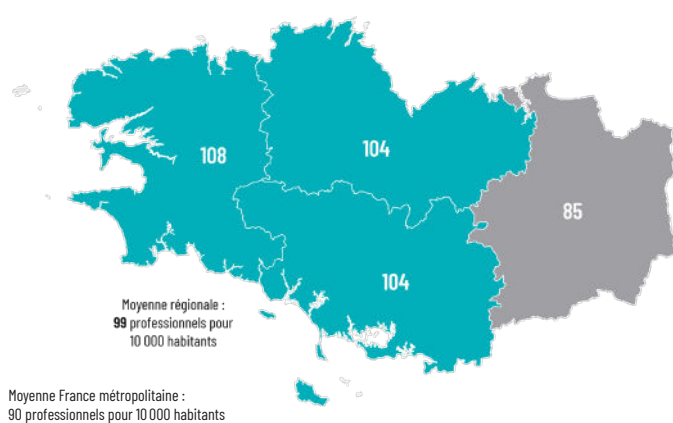 108
104
85
104
Moyenne régionale :
99 professionnels pour
10 000 habitants
Moyenne France métropolitaine :
90 professionnels pour 10 000 habitants